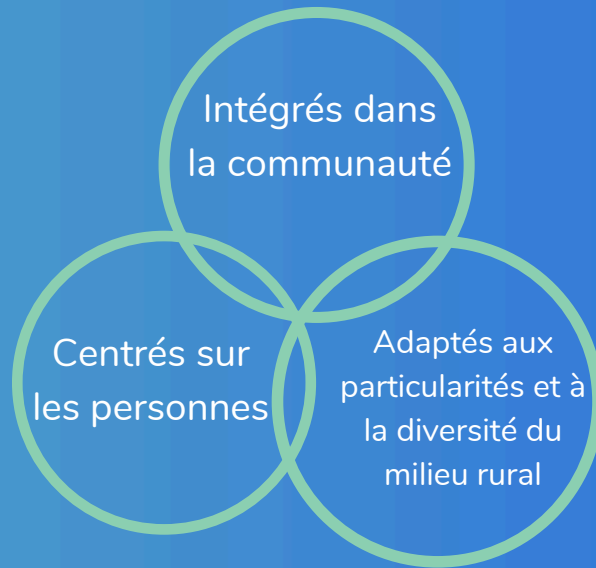 Intégrés dans
la communauté
Centrés sur
les personnes
Adaptés aux
particularités et à
la diversité du
milieu rural